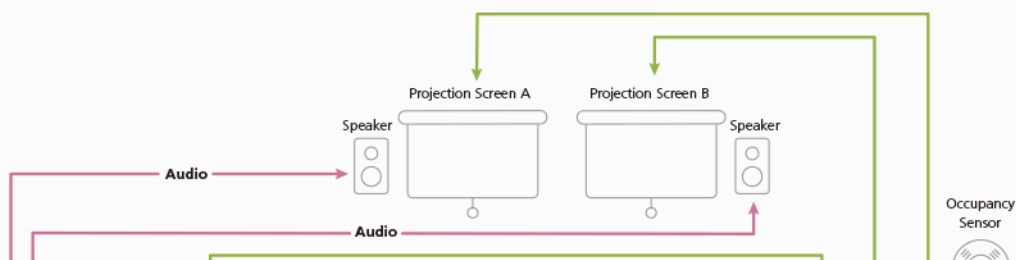 Projection Screen A
Projection Screen B
Speaker
Speaker
Audio
Audio
Occupancy
Sensor